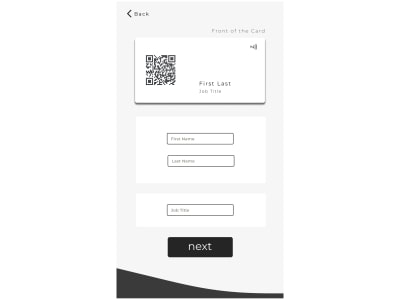 Back
Front of the Card
First Last
Job Title
First Name
Last Name
Job Title
next